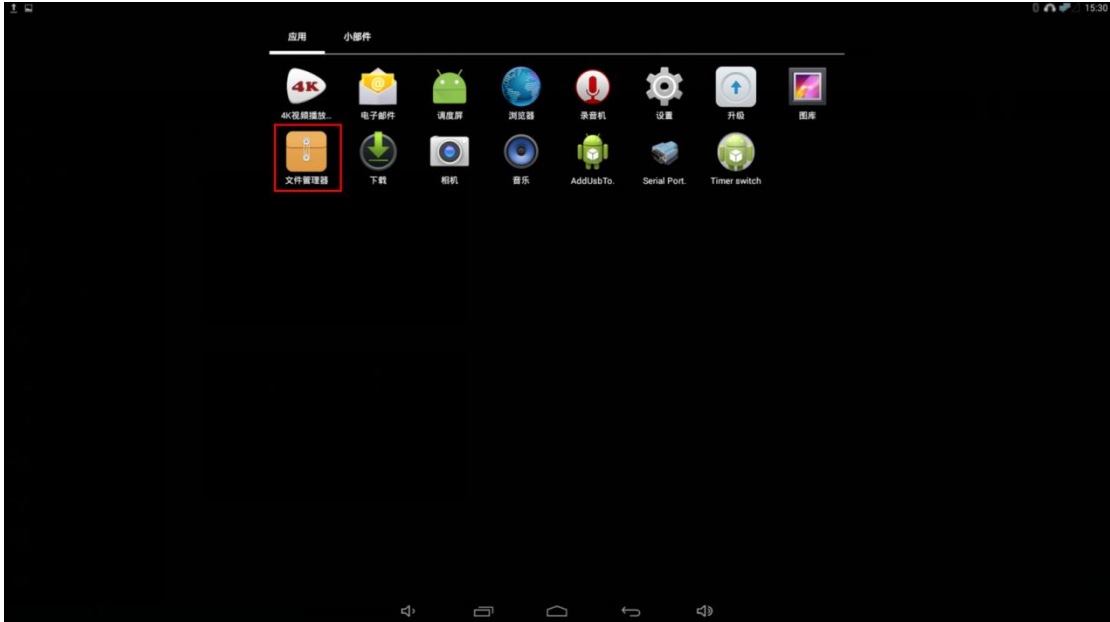 15:30
应用
小部件
4K
4K视频播放...
电子邮件
调度屏
浏览器
录音机
设置
升级
图库
文件管理器
下载
相机
音乐
AddUsbTo.
Serial Port.
Timer switch